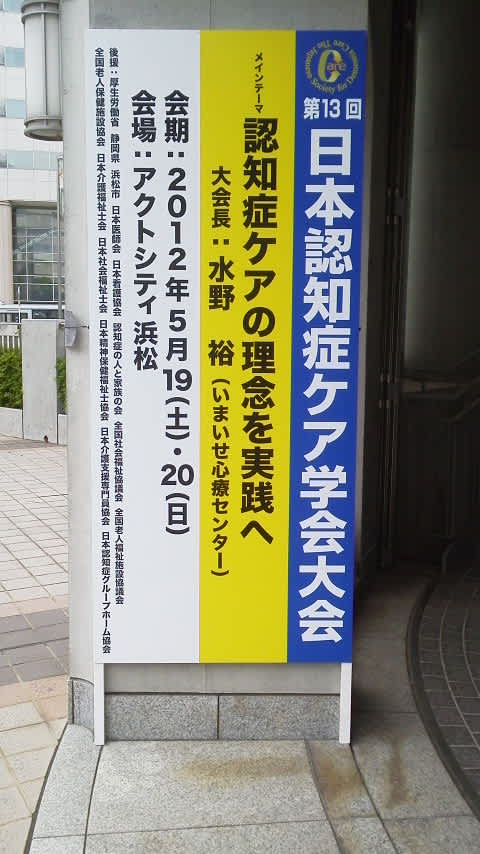 Care
The Japanese Society for Dementia Care
第13回
日本認知症ケア学会大会
メインテーマ
認知症ケアの理念を実践へ
大会長：水野 裕（いまいせ心療センター）
会期：2012年5月19（土）・20（日）
会場：アクトシティ浜松
後援：厚生労働省 静岡県 浜松市 日本医師会 日本看護協会 認知症の人と家族の会 全国社会福祉協議会 全国老人福祉施設協議会
全国老人保健施設協会 日本介護福祉士会 日本社会福祉士会 日本精神保健福祉士協会 日本介護支援専門員協会 日本認知症グループホーム協会